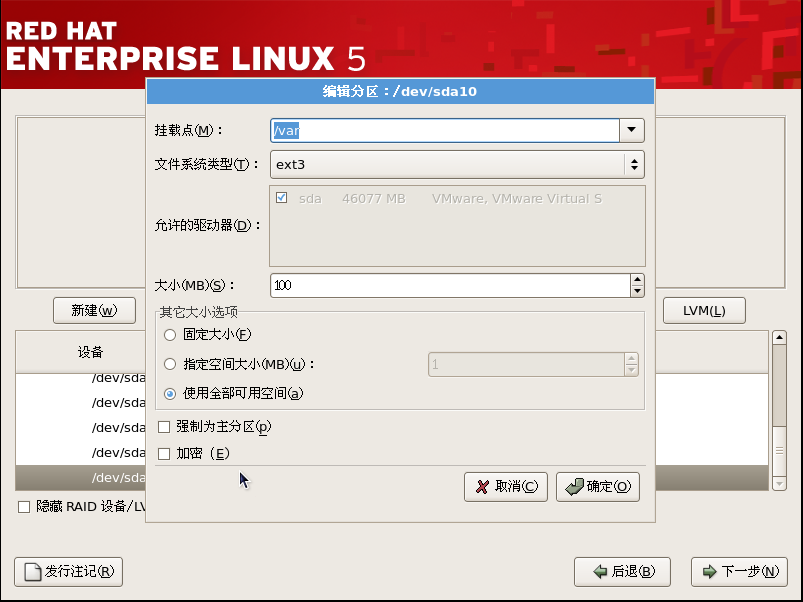 RED HAT
ENTERPRISE LINUX 5
编辑分区：/dev/sda10
挂载点(M)：
/var
文件系统类型(T)：
ext3
允许的驱动器(D)：
sda 46077 MB VMware, VMware Virtual S
大小(MB)(S)：
100
其它大小选项
固定大小(F)
指定空间大小(MB)(u)：
1
使用全部可用空间(a)
强制为主分区(p)
加密（E）
取消(C)
确定(O)
新建(w)
LVM(L)
设备
/dev/sda
/dev/sda
/dev/sda
/dev/sda
/dev/sda
隐藏 RAID 设备/LV
发行注记(R)
后退(B)
下一步(N)